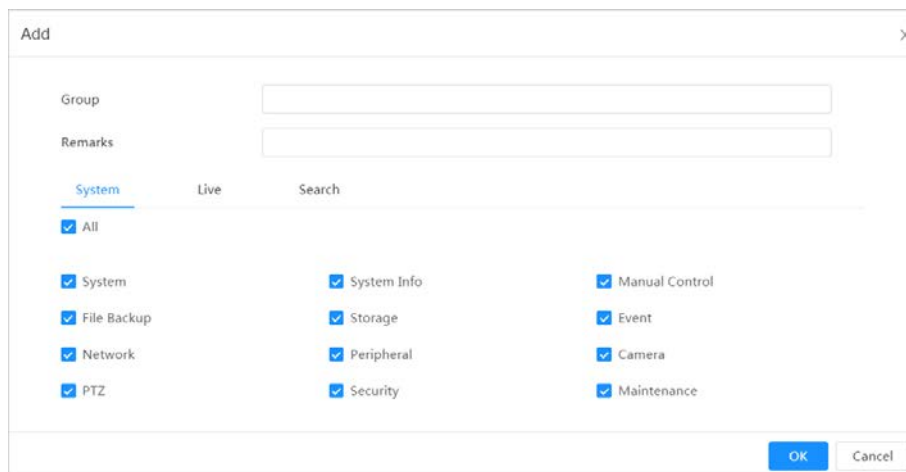 Add
Group
Remarks
System Live Search
All
System System Info Manual Control
File Backup Storage Event
Network Peripheral Camera
PTZ Security Maintenance
OK Cancel